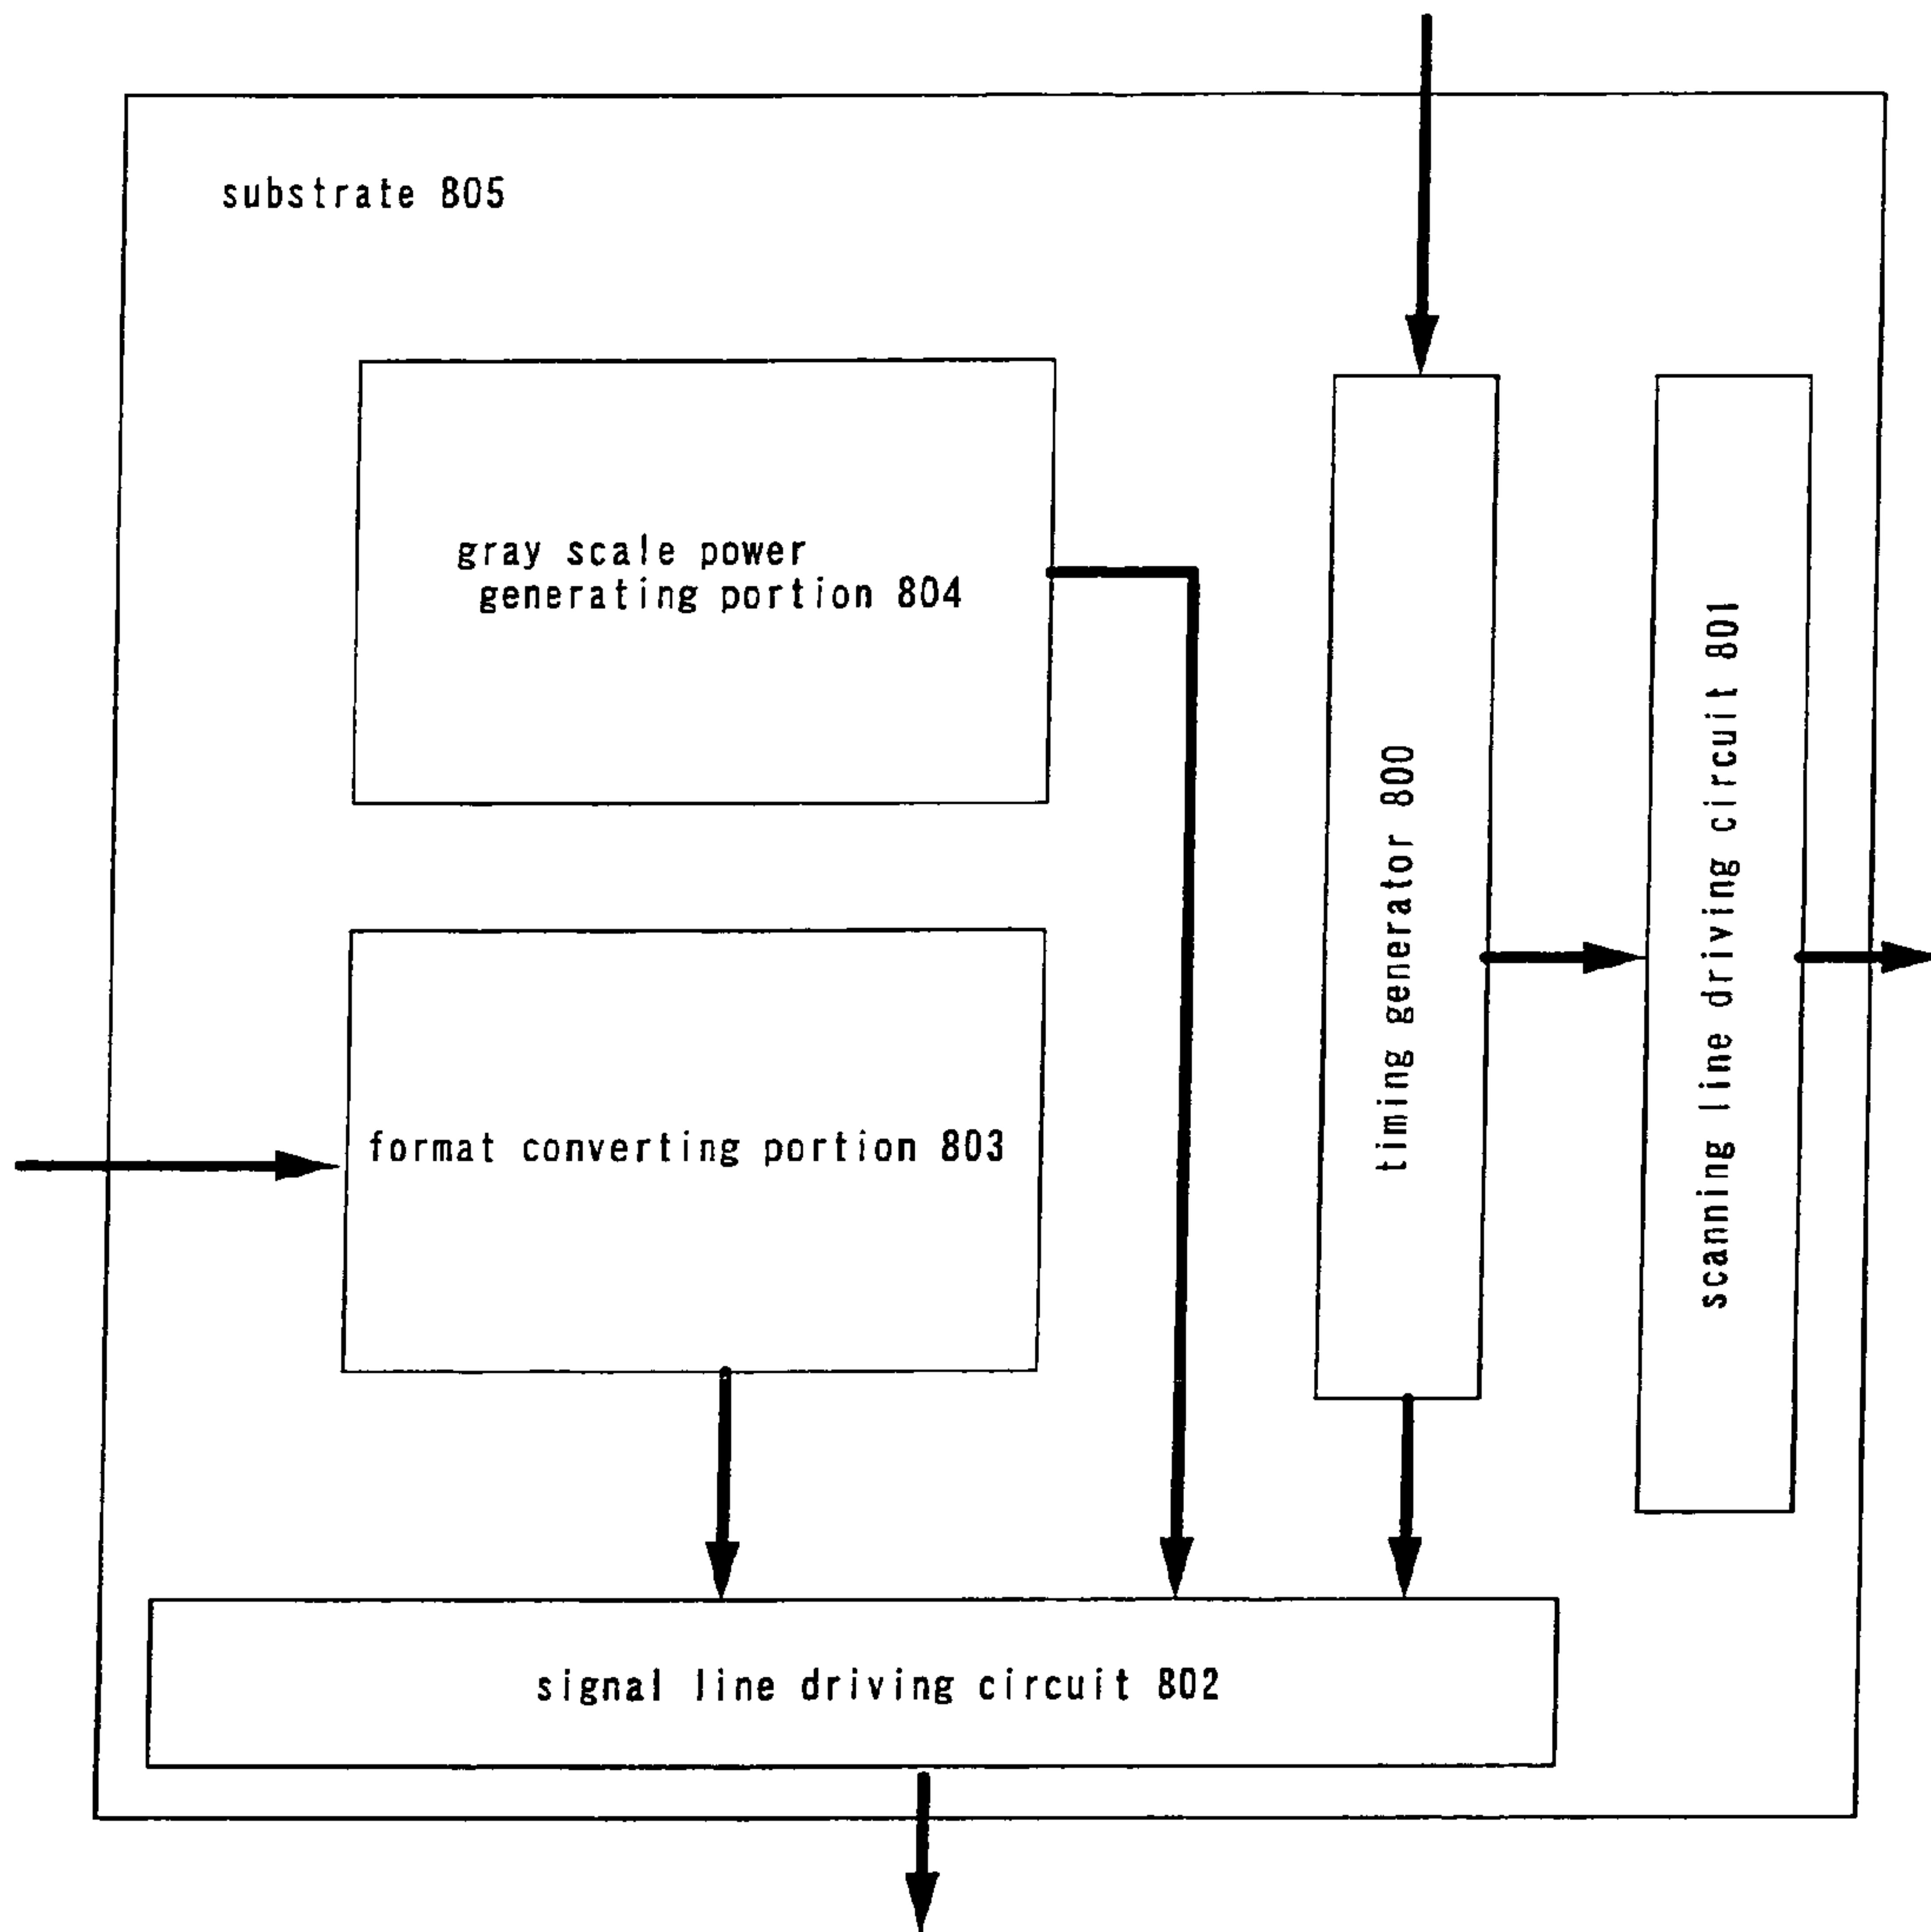 substrate 805
gray scale power
generating portion 804
format converting portion 803
timing generator 800
scanning line driving circuit 801
signal line driving circuit 802